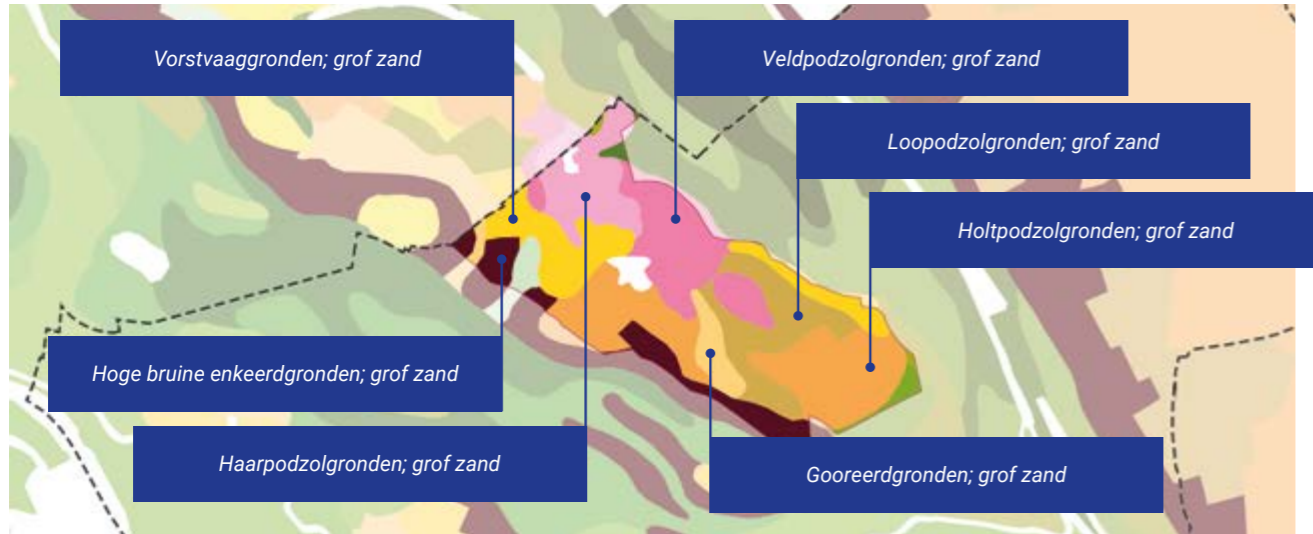 Vorstvaaggronden; grof zand
Veldpodzolgronden; grof zand
Loopodzolgronden; grof zand
Holtpodzolgronden; grof zand
Hoge bruine enkeerdgronden; grof zand
Haarpodzolgronden; grof zand
Gooreerdgronden; grof zand